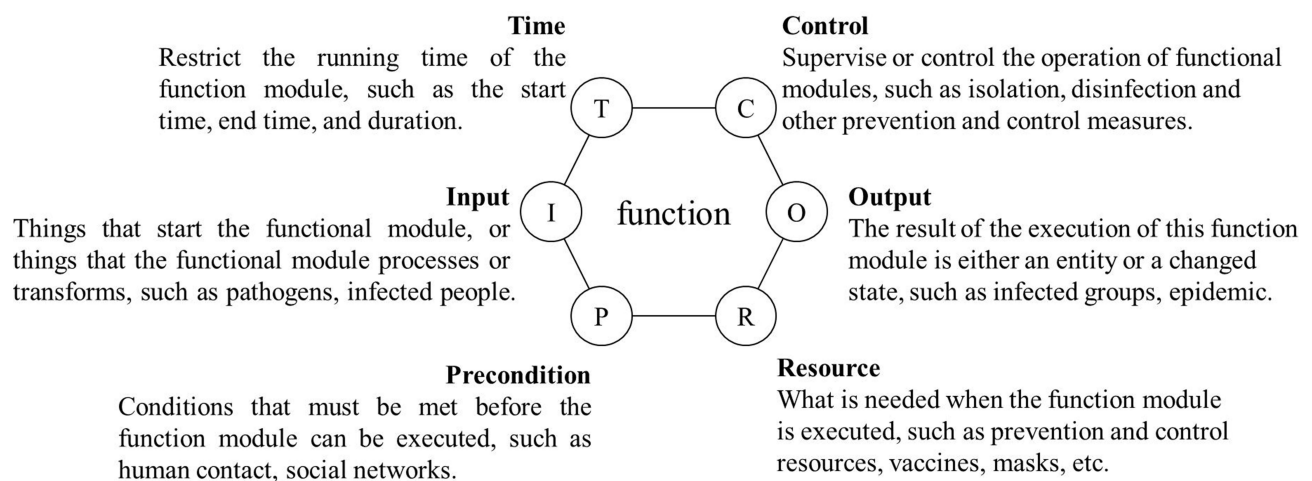 Time
Restrict the running time of the
function module, such as the start
time, end time, and duration.
Control
Supervise or control the operation of functional
modules, such as isolation, disinfection and
other prevention and control measures.
T
C
Input
Things that start the functional module, or
things that the functional module processes or
transforms, such as pathogens, infected people.
I
function
O
Output
The result of the execution of this function
module is either an entity or a changed
state, such as infected groups, epidemic.
P
R
Precondition
Conditions that must be met before the
function module can be executed, such as
human contact, social networks.
Resource
What is needed when the function module
is executed, such as prevention and control
resources, vaccines, masks, etc.